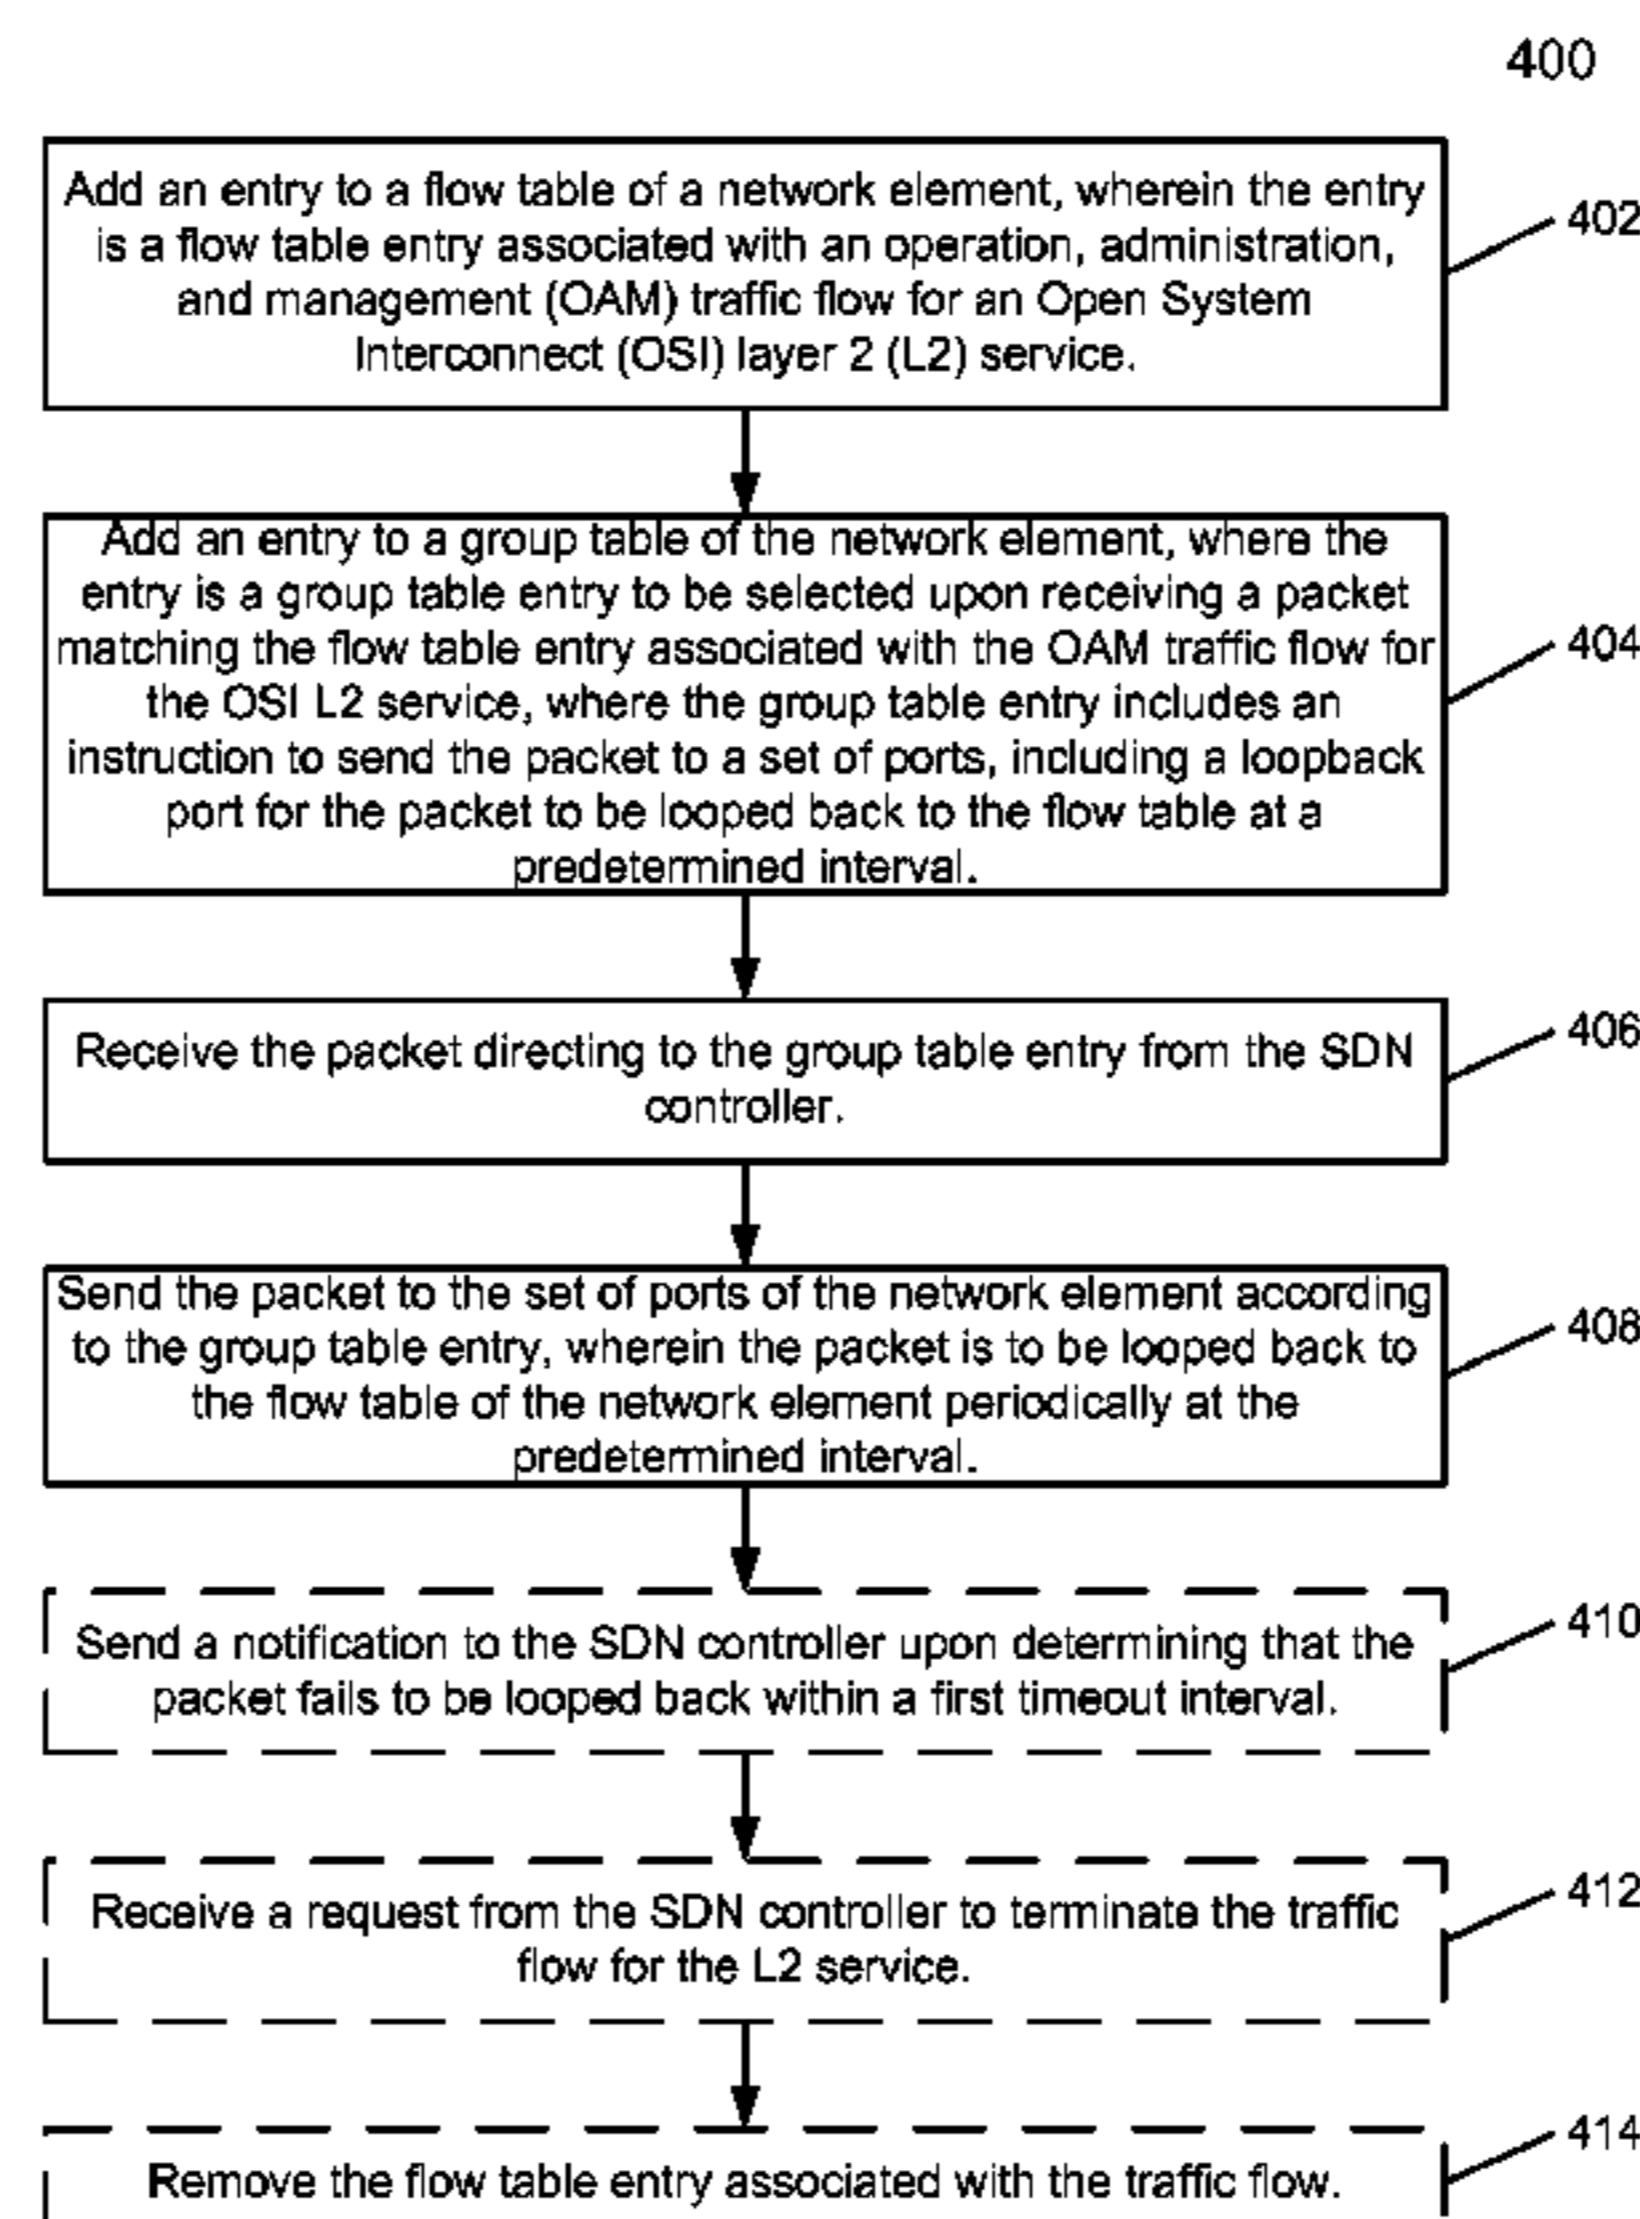 400
Add an entry to a flow table of a network element, wherein the entry
is a flow table entry associated with an operation, administration,
and management (OAM) traffic flow for an Open System
Interconnect (OSI) layer 2 (L2) service.
402
Add an entry to a group table of the network element, where the
entry is a group table entry to be selected upon receiving a packet
matching the flow table entry associated with the OAM traffic flow for
the OSI L2 service, where the group table entry includes an
instruction to send the packet to a set of ports, including a loopback
port for the packet to be looped back to the flow table at a
predetermined interval.
404
Receive the packet directing to the group table entry from the SDN
controller.
406
Send the packet to the set of ports of the network element according
to the group table entry, wherein the packet is to be looped back to
the flow table of the network element periodically at the
predetermined interval.
408
Send a notification to the SDN controller upon determining that the
packet fails to be looped back within a first timeout interval.
410
Receive a request from the SDN controller to terminate the traffic
flow for the L2 service.
412
Remove the flow table entry associated with the traffic flow.
414